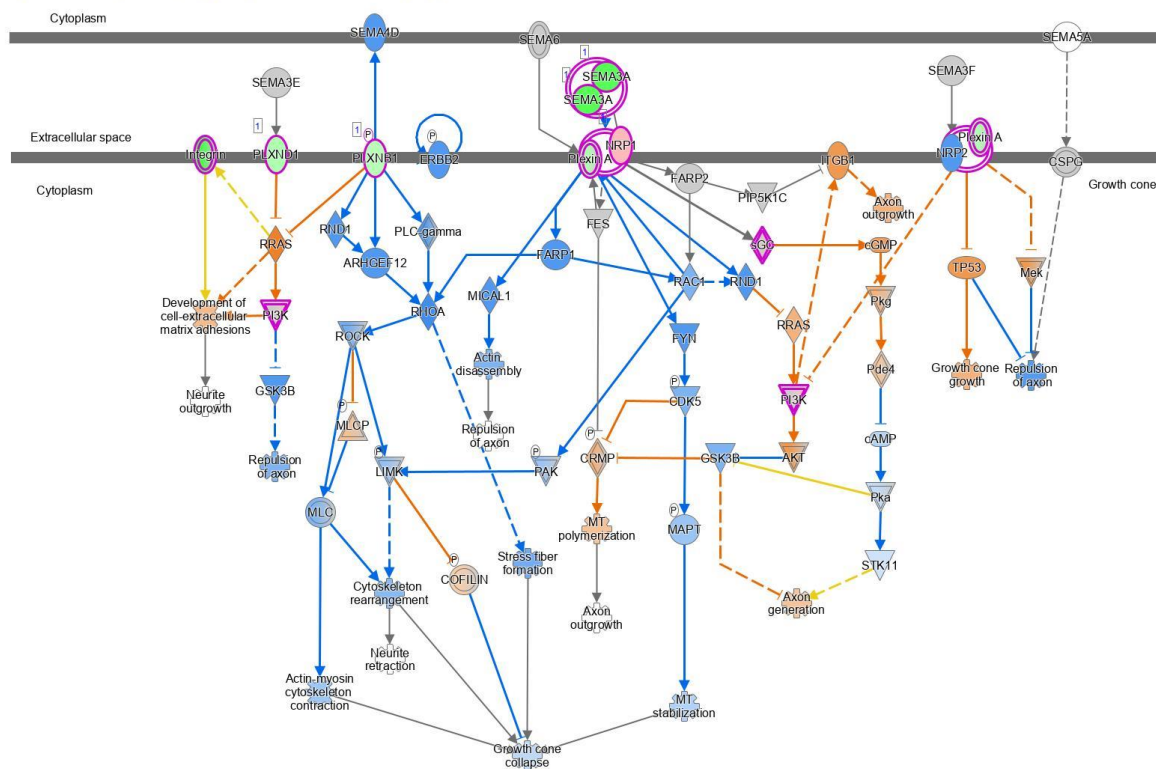 Cytoplasm
SEMA4D
SEMA6
SEMA5A
SEMA3E
1
1
SEMA3A
SEMA3A
SEMA3F
Extracellular space
1
1
P
P
Integrin
PLXND1
PLXNB1
ERBB2
Plexin A
NRP1
ITGB1
NRP2
Plexin A
CSPG
Cytoplasm
Growth cone
FARP2
PIP5K1C
Axon
outgrowth
FES
RND1
PLC gamma
RRAS
ARHGEF12
FARP1
sGC
cGMP
TP53
Mek
RAC1
RND1
MICAL1
Pkg
Development of
cell-extracellular
matrix adhesions
PI3K
RHOA
RRAS
ROCK
FYN
Actin
disassembly
Pde4
Growth cone
growth
Repulsion
of axon
Neurite
outgrowth
GSK3B
P
CDK5
PI3K
P
MLCP
Repulsion
of axon
cAMP
Repulsion
of axon
P
LIMK
P
PAK
P
CRMP
GSK3B
AKT
Pka
MLC
P
MAPT
MT
polymerization
Stress fiber
formation
STK11
P
COFILIN
Cytoskeleton
rearrangement
Axon
outgrowth
Axon
generation
Neurite
retraction
Actin-myosin
cytoskeleton
contraction
MT
stabilization
Growth cone
collapse